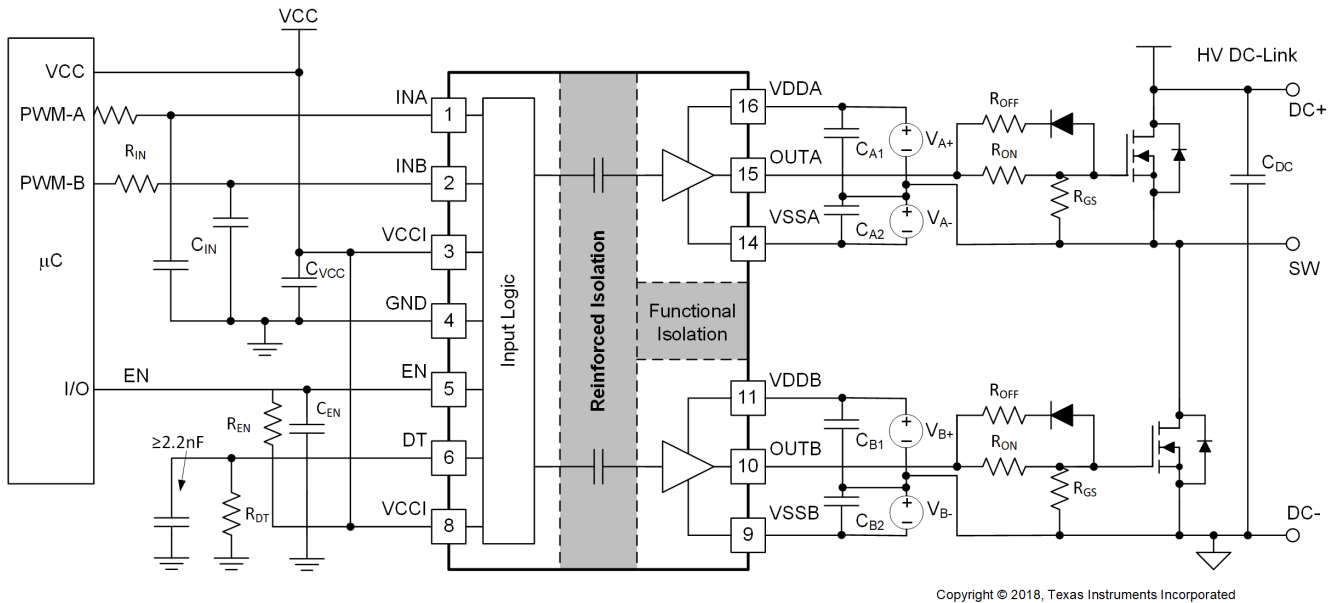 VCC
VCC
PWM-A
RIN
PWM-B
CIN
µC
CVCC
I/O
EN
REN
CEN
≥2.2nF
RDT
INA
1
INB
2
VCCI
3
GND
4
EN
5
DT
6
VCCI
8
Input Logic
Reinforced Isolation
Functional
Isolation
16
VDDA
15
OUTA
14
VSSA
11
VDDB
10
OUTB
9
VSSB
CA1
VA+
CA2
VA-
CB1
VB+
CB2
VB-
ROFF
RON
RGS
ROFF
RON
RGS
HV DC-Link
DC+
CDC
SW
DC-
Copyright © 2018, Texas Instruments Incorporated